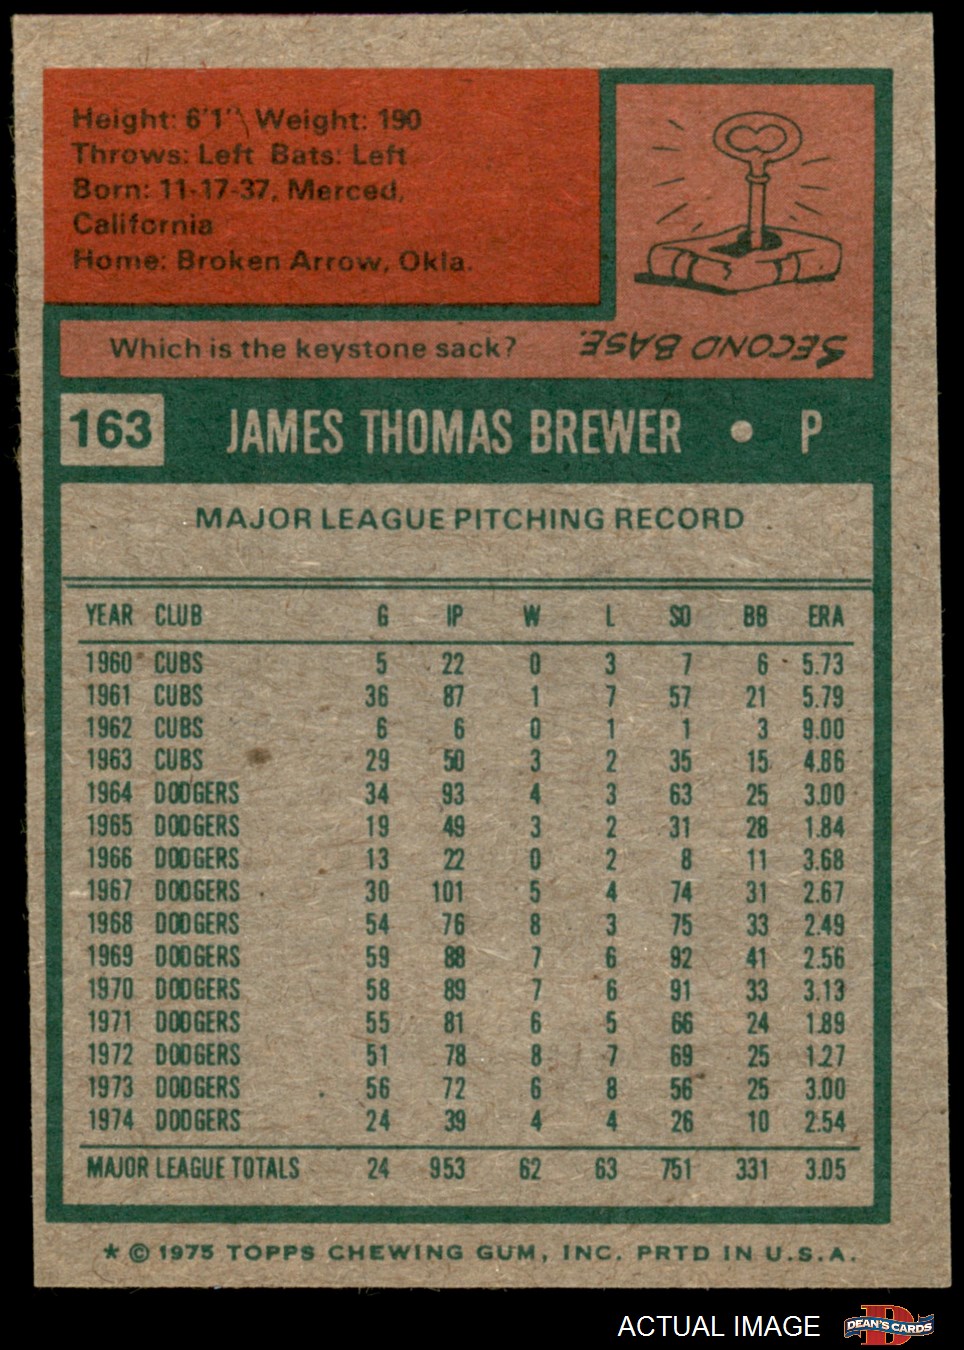 Height: 6'1" Weight: 190
Throws: Left Bats: Left
Born: 11-17-37, Merced,
California
Home: Broken Arrow, Okla.
Which is the keystone sack?
SECOND BASE.
163 JAMES THOMAS BREWER • P
MAJOR LEAGUE PITCHING RECORD
YEAR CLUB G IP W L SO BB ERA
1960 CUBS 5 22 0 3 7 6 5.73
1961 CUBS 36 87 1 7 57 21 5.79
1962 CUBS 6 6 0 1 1 3 9.00
1963 CUBS 29 50 3 2 35 15 4.86
1964 DODGERS 34 93 4 3 63 25 3.00
1965 DODGERS 19 49 3 2 31 28 1.84
1966 DODGERS 13 22 0 2 8 11 3.68
1967 DODGERS 30 101 5 4 74 31 2.67
1968 DODGERS 54 76 8 3 75 33 2.49
1969 DODGERS 59 88 7 6 92 41 2.56
1970 DODGERS 58 89 7 6 91 33 3.13
1971 DODGERS 55 81 6 5 66 24 1.89
1972 DODGERS 51 78 8 7 69 25 1.27
1973 DODGERS 56 72 6 8 56 25 3.00
1974 DODGERS 24 39 4 4 26 10 2.54
MAJOR LEAGUE TOTALS 24 953 62 63 751 331 3.05
★ © 1975 TOPPS CHEWING GUM, INC. PRTD IN U.S.A.
ACTUAL IMAGE
DEAN'S CARDS